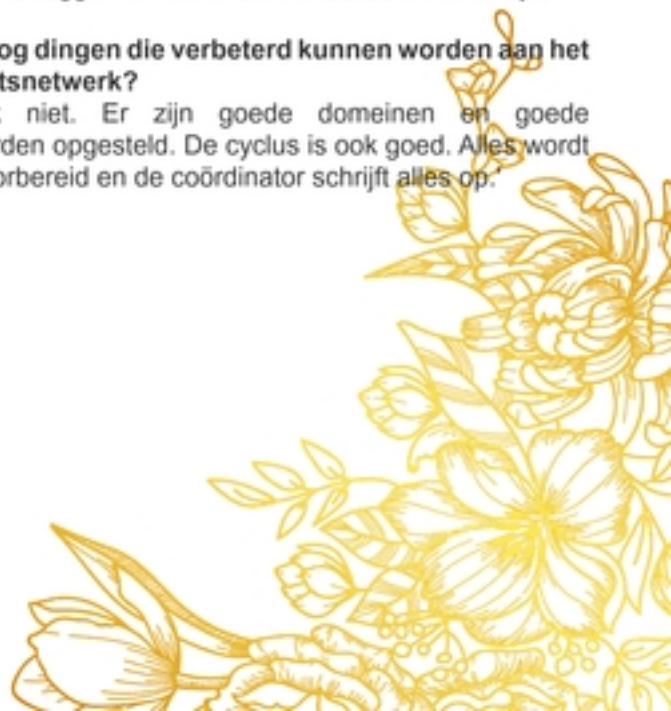 og dingen die verbeterd kunnen worden aan het
tsnetwerk?
niet. Er zijn goede domeinen en goede
rden opgesteld. De cyclus is ook goed. Alles wordt
orbereid en de coördinator schrijft alles op.'